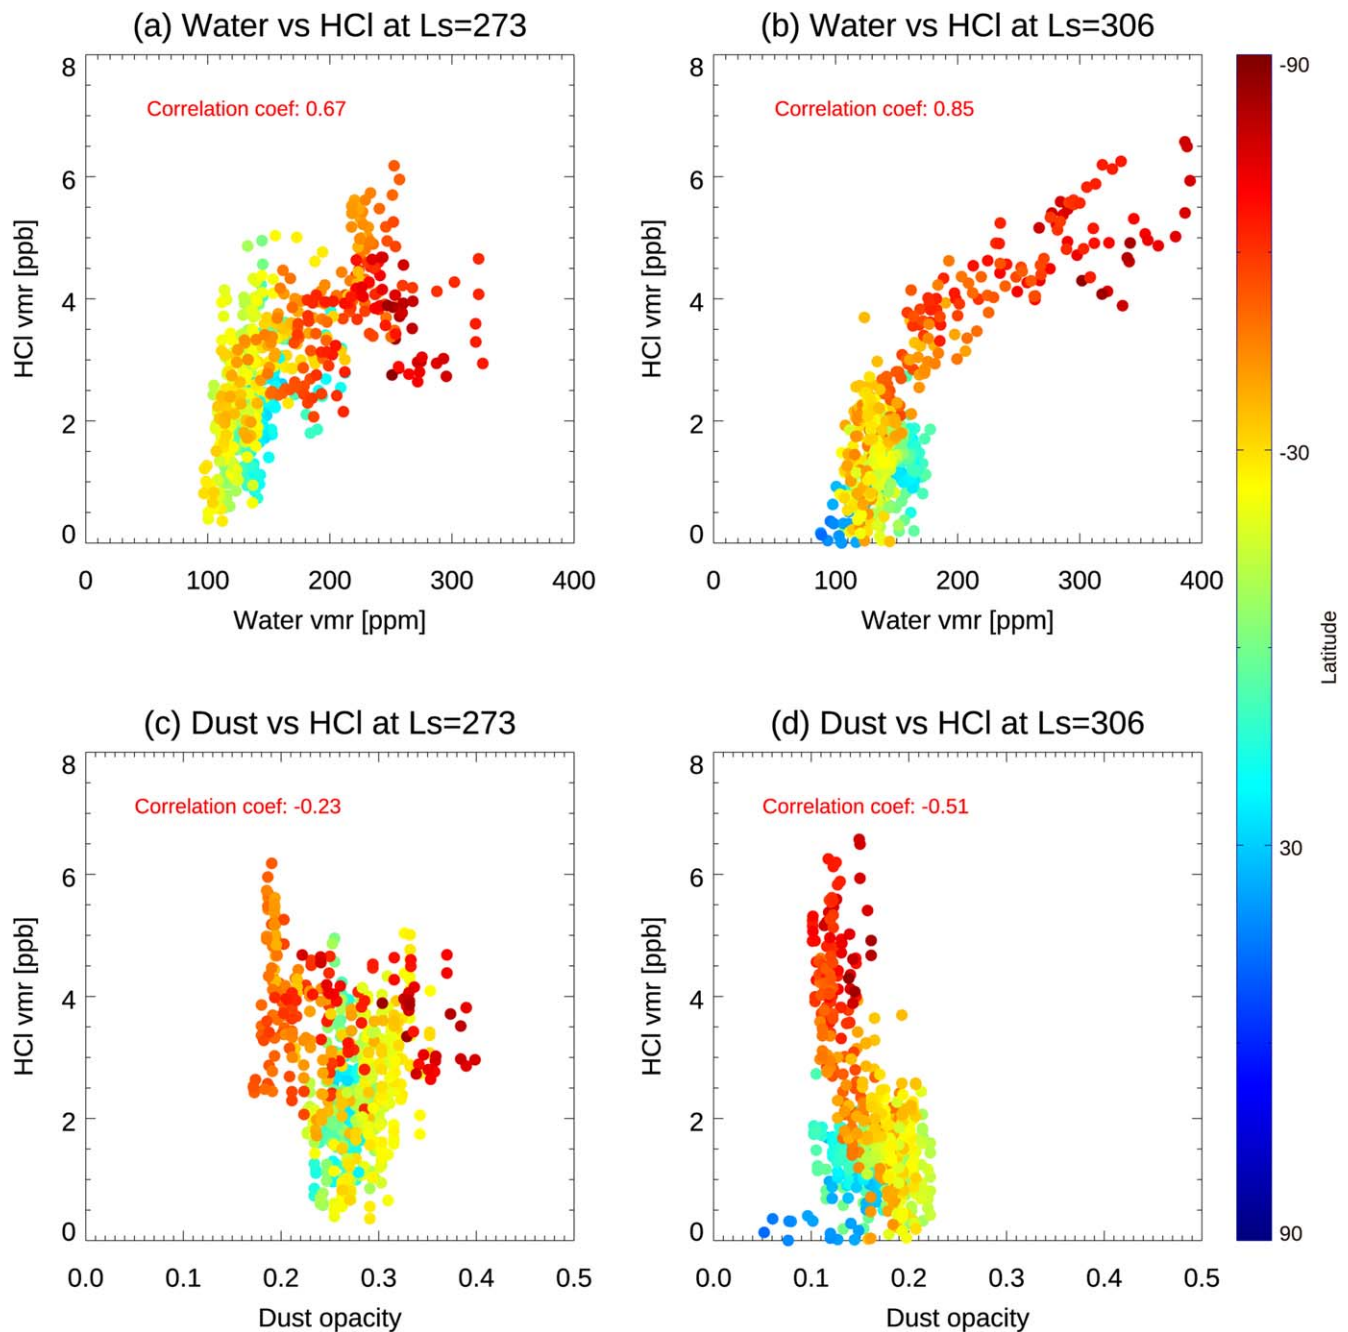 (a) Water vs HCl at Ls=273
Correlation coef: 0.67
8
6
4
2
0
HCl vmr [ppb]
0 100 200 300 400
Water vmr [ppm]
(b) Water vs HCl at Ls=306
Correlation coef: 0.85
8
6
4
2
0
HCl vmr [ppb]
0 100 200 300 400
Water vmr [ppm]
(c) Dust vs HCl at Ls=273
Correlation coef: -0.23
8
6
4
2
0
HCl vmr [ppb]
0.0 0.1 0.2 0.3 0.4 0.5
Dust opacity
(d) Dust vs HCl at Ls=306
Correlation coef: -0.51
8
6
4
2
0
HCl vmr [ppb]
0.0 0.1 0.2 0.3 0.4 0.5
Dust opacity
-90
-30
30
90
Latitude